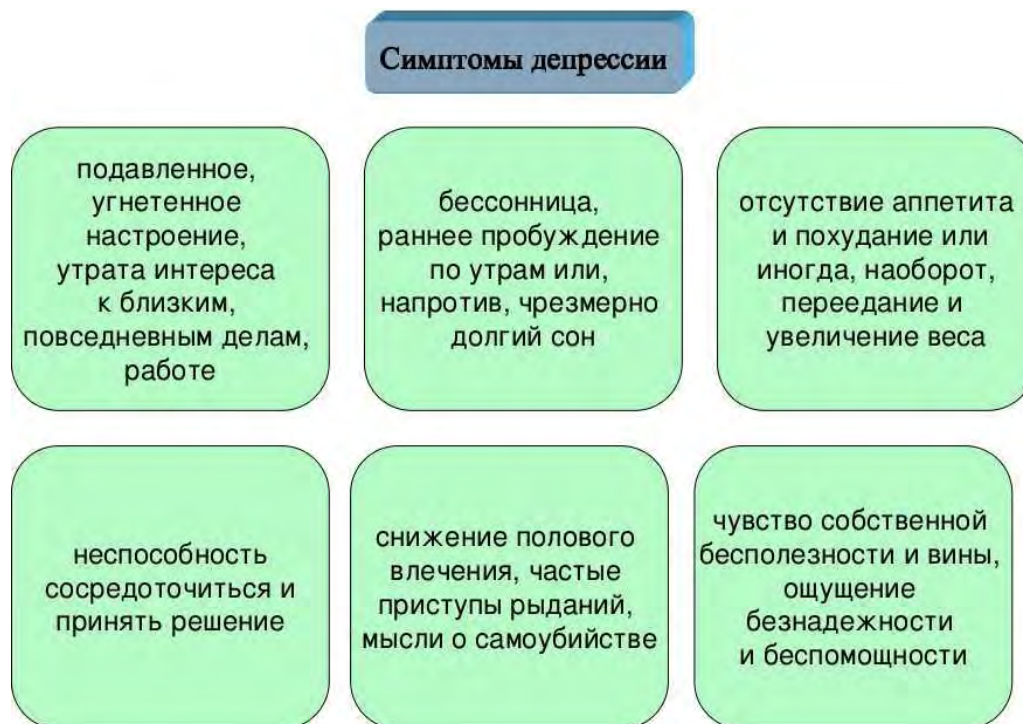 Симптомы депрессии
подавленное,
угнетенное
настроение,
утрата интереса
к близким,
повседневным делам,
работе
бессонница,
раннее пробуждение
по утрам или,
напротив, чрезмерно
долгий сон
отсутствие аппетита
и похудание или
иногда, наоборот,
переедание и
увеличение веса
неспособность
сосредоточиться и
принять решение
снижение полового
влечения, частые
приступы рыданий,
мысли о самоубийстве
чувство собственной
бесполезности и вины,
ощущение
безнадежности
и беспомощности